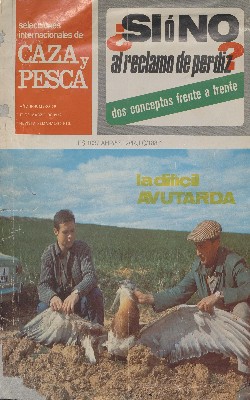 selecciones
internacionales de
CAZA y
PESCA
¿SI ó NO
al reclamo de perdiz?
dos conceptos frente a frente
la difícil
AVUTARDA